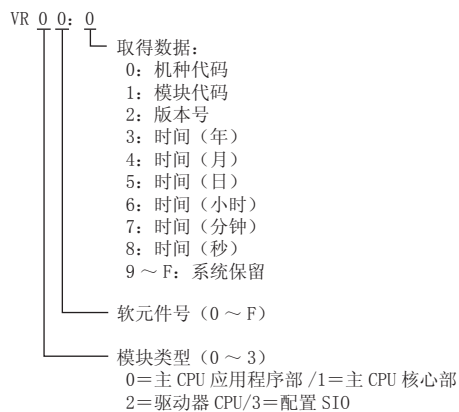 VR 0 0：0
取得数据：
0：机种代码
1：模块代码
2：版本号
3：时间（年）
4：时间（月）
5：时间（日）
6：时间（小时）
7：时间（分钟）
8：时间（秒）
9～F：系统保留
软元件号（0～F）
模块类型（0～3）
0＝主 CPU 应用程序部 /1＝主 CPU 核心部
2＝驱动器 CPU/3＝配置 SIO